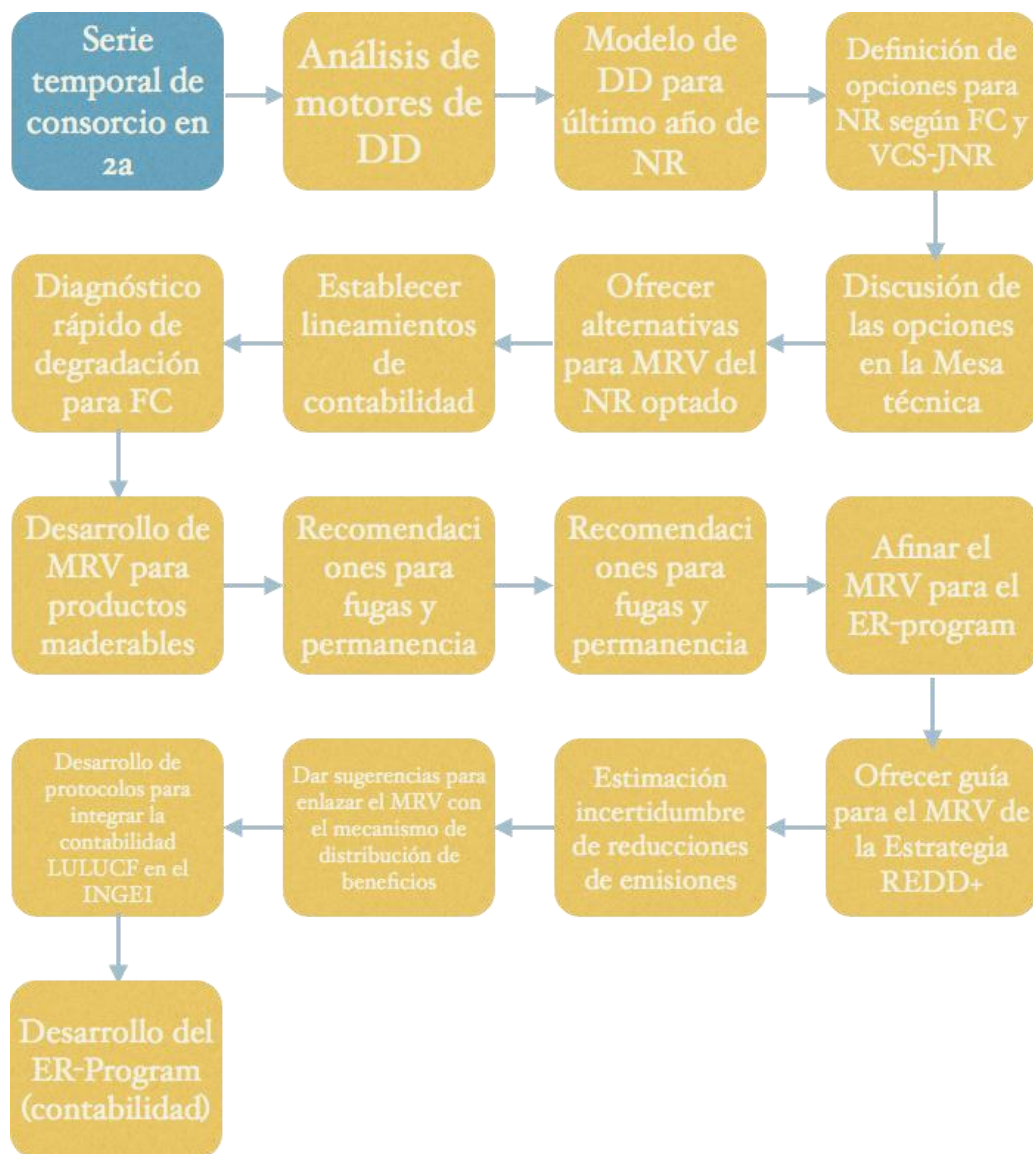 Serie
temporal de
consorcio en
2a
Análisis de
motores de
DD
Modelo de
DD para
último año de
NR
Definición de
opciones para
NR según FC y
VCS-JNR
Discusión de
las opciones
en la Mesa
técnica
Ofrecer
alternativas
para MRV del
NR optado
Establecer
lineamientos
de
contabilidad
Diagnóstico
rápido de
degradación
para FC
Desarrollo de
MRV para
productos
maderables
Recomendaci
ones para
fugas y
permanencia
Recomendaci
ones para
fugas y
permanencia
Afinar el
MRV para el
ER-program
Ofrecer guía
para el MRV de
la Estrategia
REDD+
Estimación
incertidumbre
de reducciones
de emisiones
Dar sugerencias para
enlazar el MRV con
el mecanismo de
distribución de
beneficios
Desarrollo de
protocolos para
integrar la
contabilidad
LULUCF en el
INGEI
Desarrollo del
ER-Program
(contabilidad)